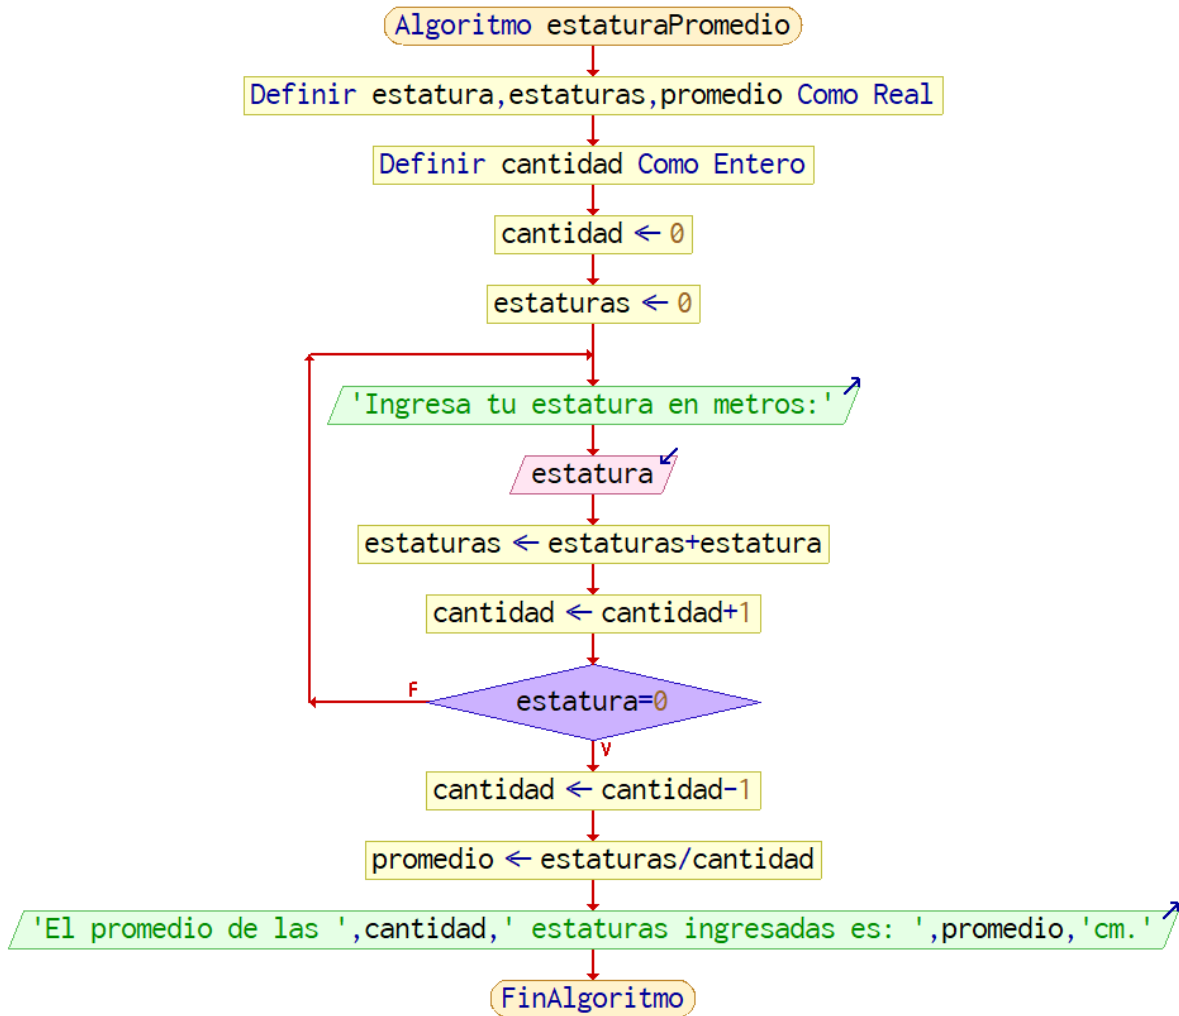 Algoritmo estaturaPromedio
Definir estatura,estaturas,promedio Como Real
Definir cantidad Como Entero
cantidad ← 0
estaturas ← 0
'Ingresa tu estatura en metros:'
estatura
estaturas ← estaturas+estatura
cantidad ← cantidad+1
F
estatura=0
V
cantidad ← cantidad-1
promedio ← estaturas/cantidad
'El promedio de las ',cantidad,' estaturas ingresadas es: ',promedio,'cm.'
FinAlgoritmo